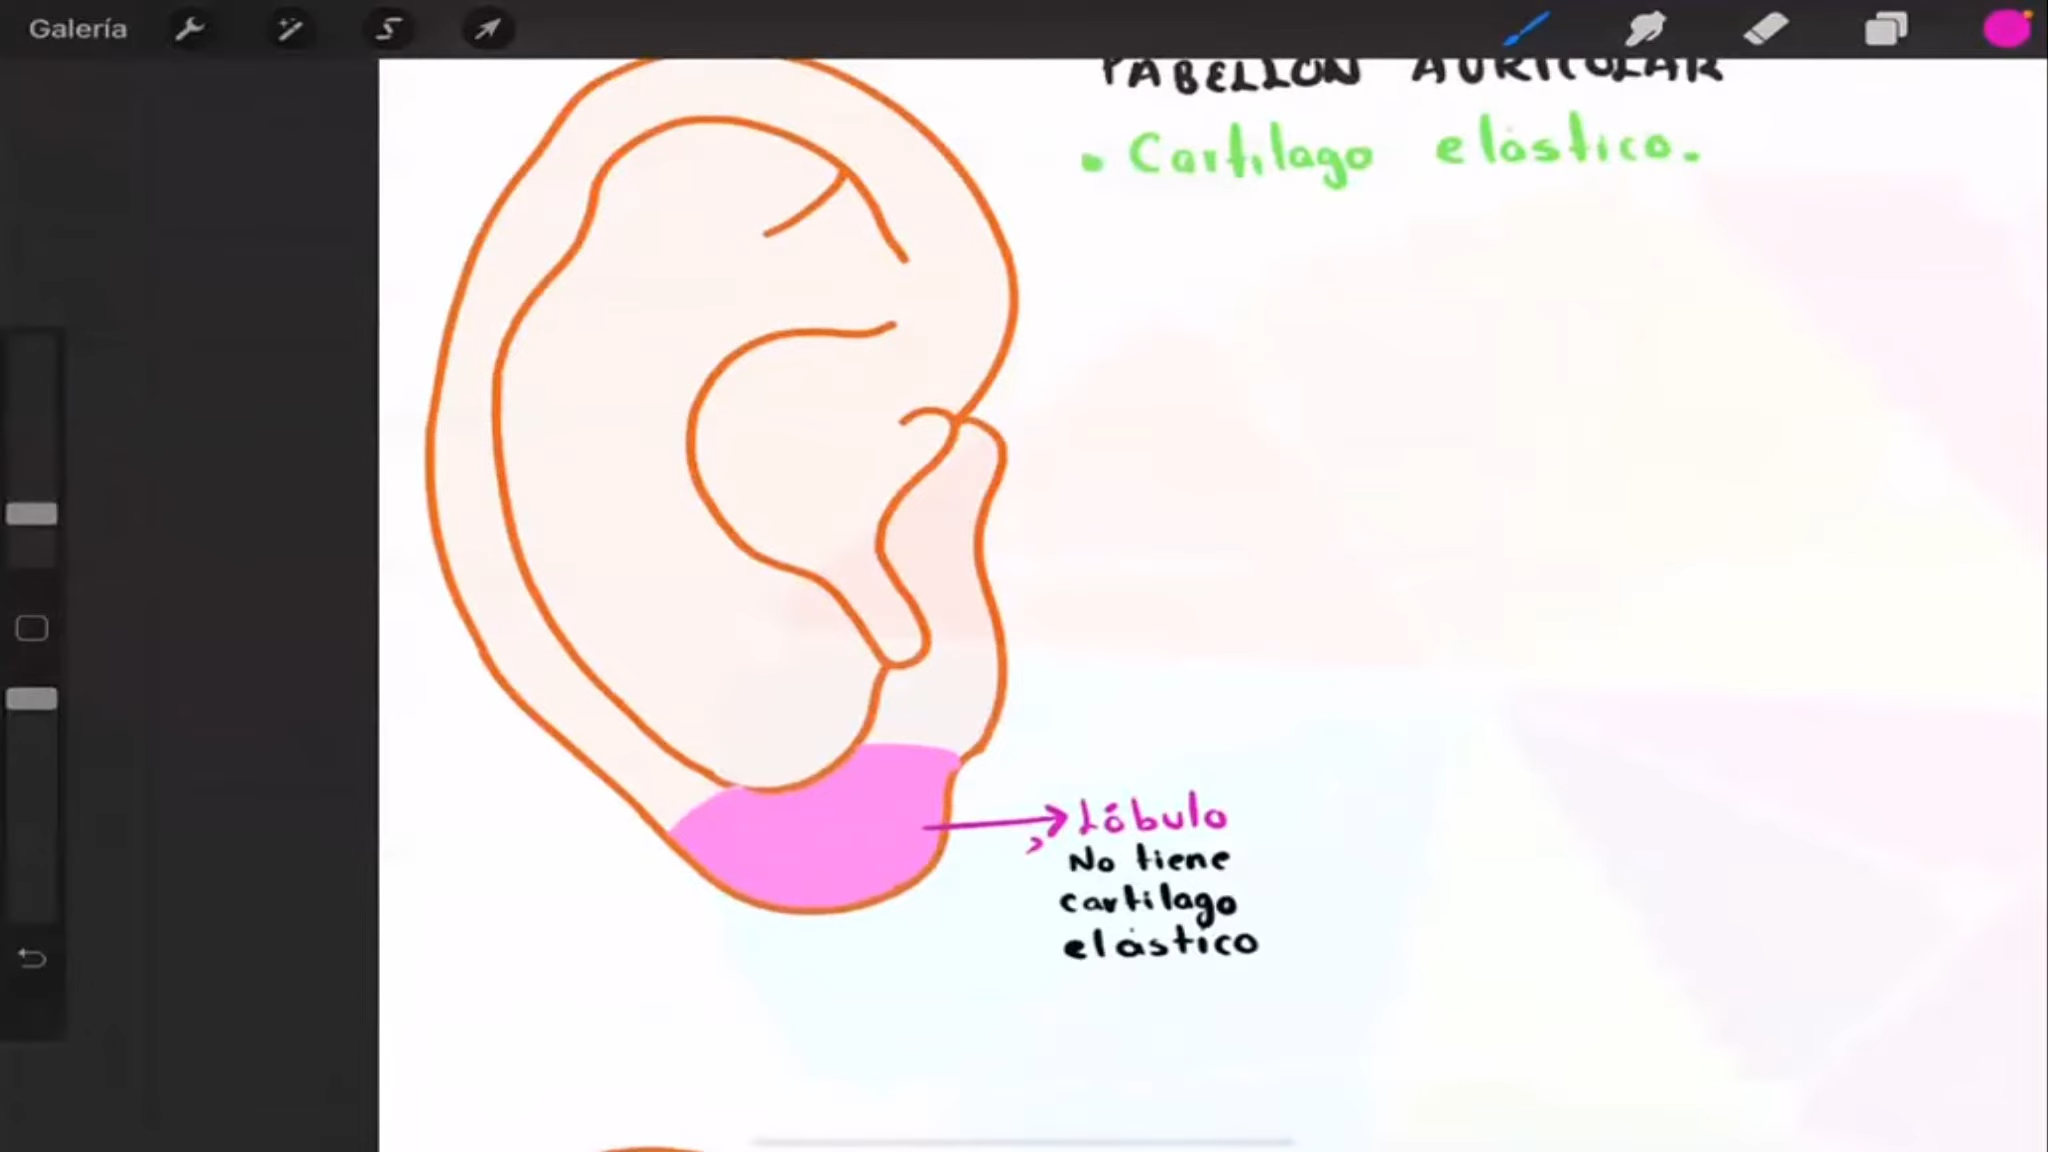 Galería
PABELLON AURICULAR
• Cartilago elástico.
Lóbulo
No tiene
cartilago
elástico